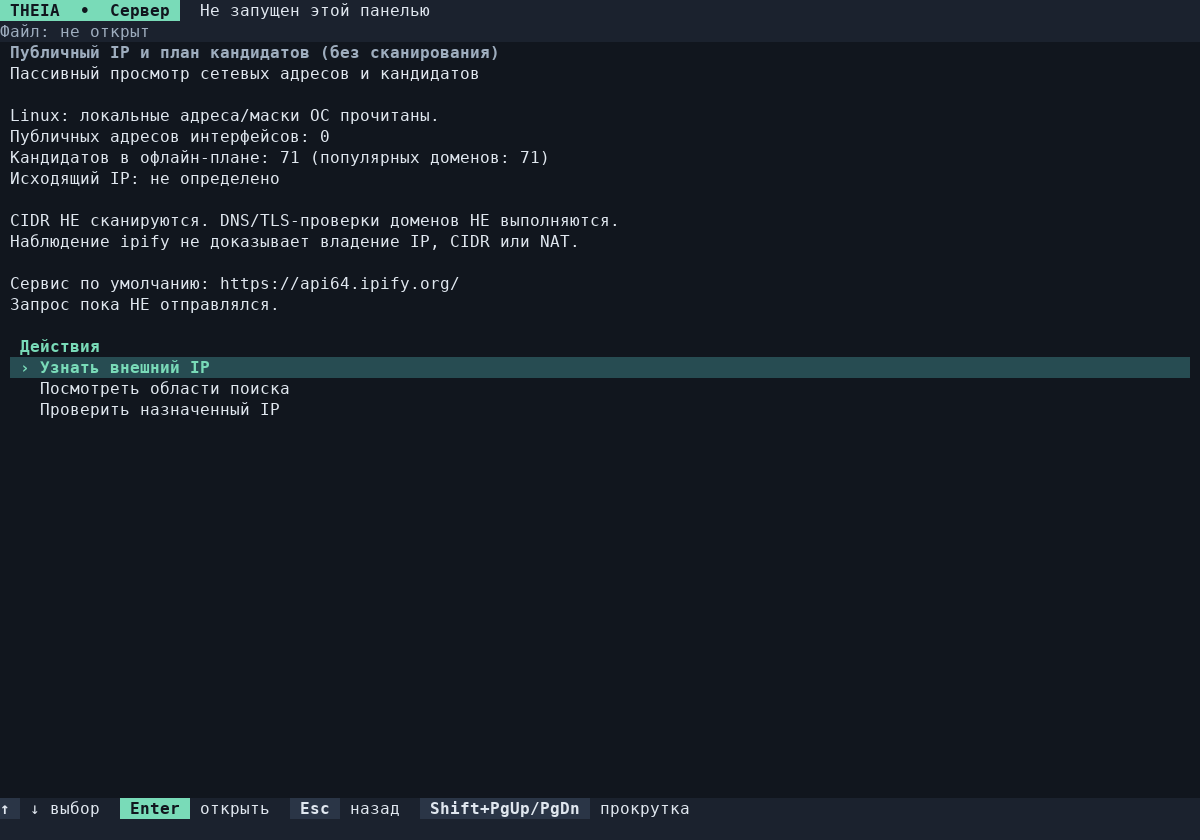 THEIA • Сервер Не запущен этой панелью
Файл: не открыт
Публичный IP и план кандидатов (без сканирования)
Пассивный просмотр сетевых адресов и кандидатов
Linux: локальные адреса/маски ОС прочитаны.
Публичных адресов интерфейсов: 0
Кандидатов в офлайн-плане: 71 (популярных доменов: 71)
Исходящий IP: не определено
CIDR НЕ сканируются. DNS/TLS-проверки доменов НЕ выполняются.
Наблюдение ipify не доказывает владение IP, CIDR или NAT.
Сервис по умолчанию: https://api64.ipify.org/
Запрос пока НЕ отправлялся.
Действия
› Узнать внешний IP
Посмотреть области поиска
Проверить назначенный IP
↑ ↓ выбор Enter открыть Esc назад Shift+PgUp/PgDn прокрутка